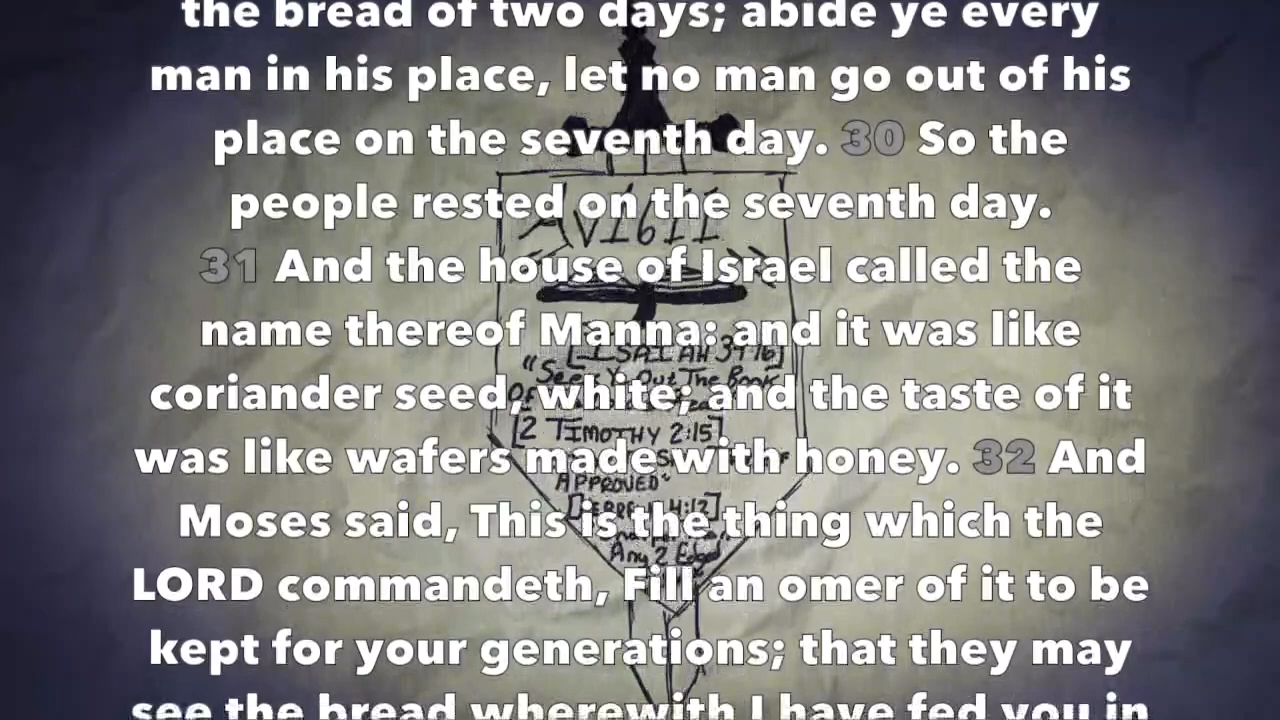 the bread of two days; abide ye every
man in his place, let no man go out of his
place on the seventh day. 30 So the
people rested on the seventh day.
31 And the house of Israel called the
name thereof Manna: and it was like
coriander seed, white, and the taste of it
was like wafers made with honey. 32 And
Moses said, This is the thing which the
LORD commandeth, Fill an omer of it to be
kept for your generations; that they may
see the bread wherewith I have fed you in
AV1611
[ISAIAH 34:16]
Out The Book
[2 TIMOTHY 2:15]
APPROVED"
4:12]
Any 2 Edged